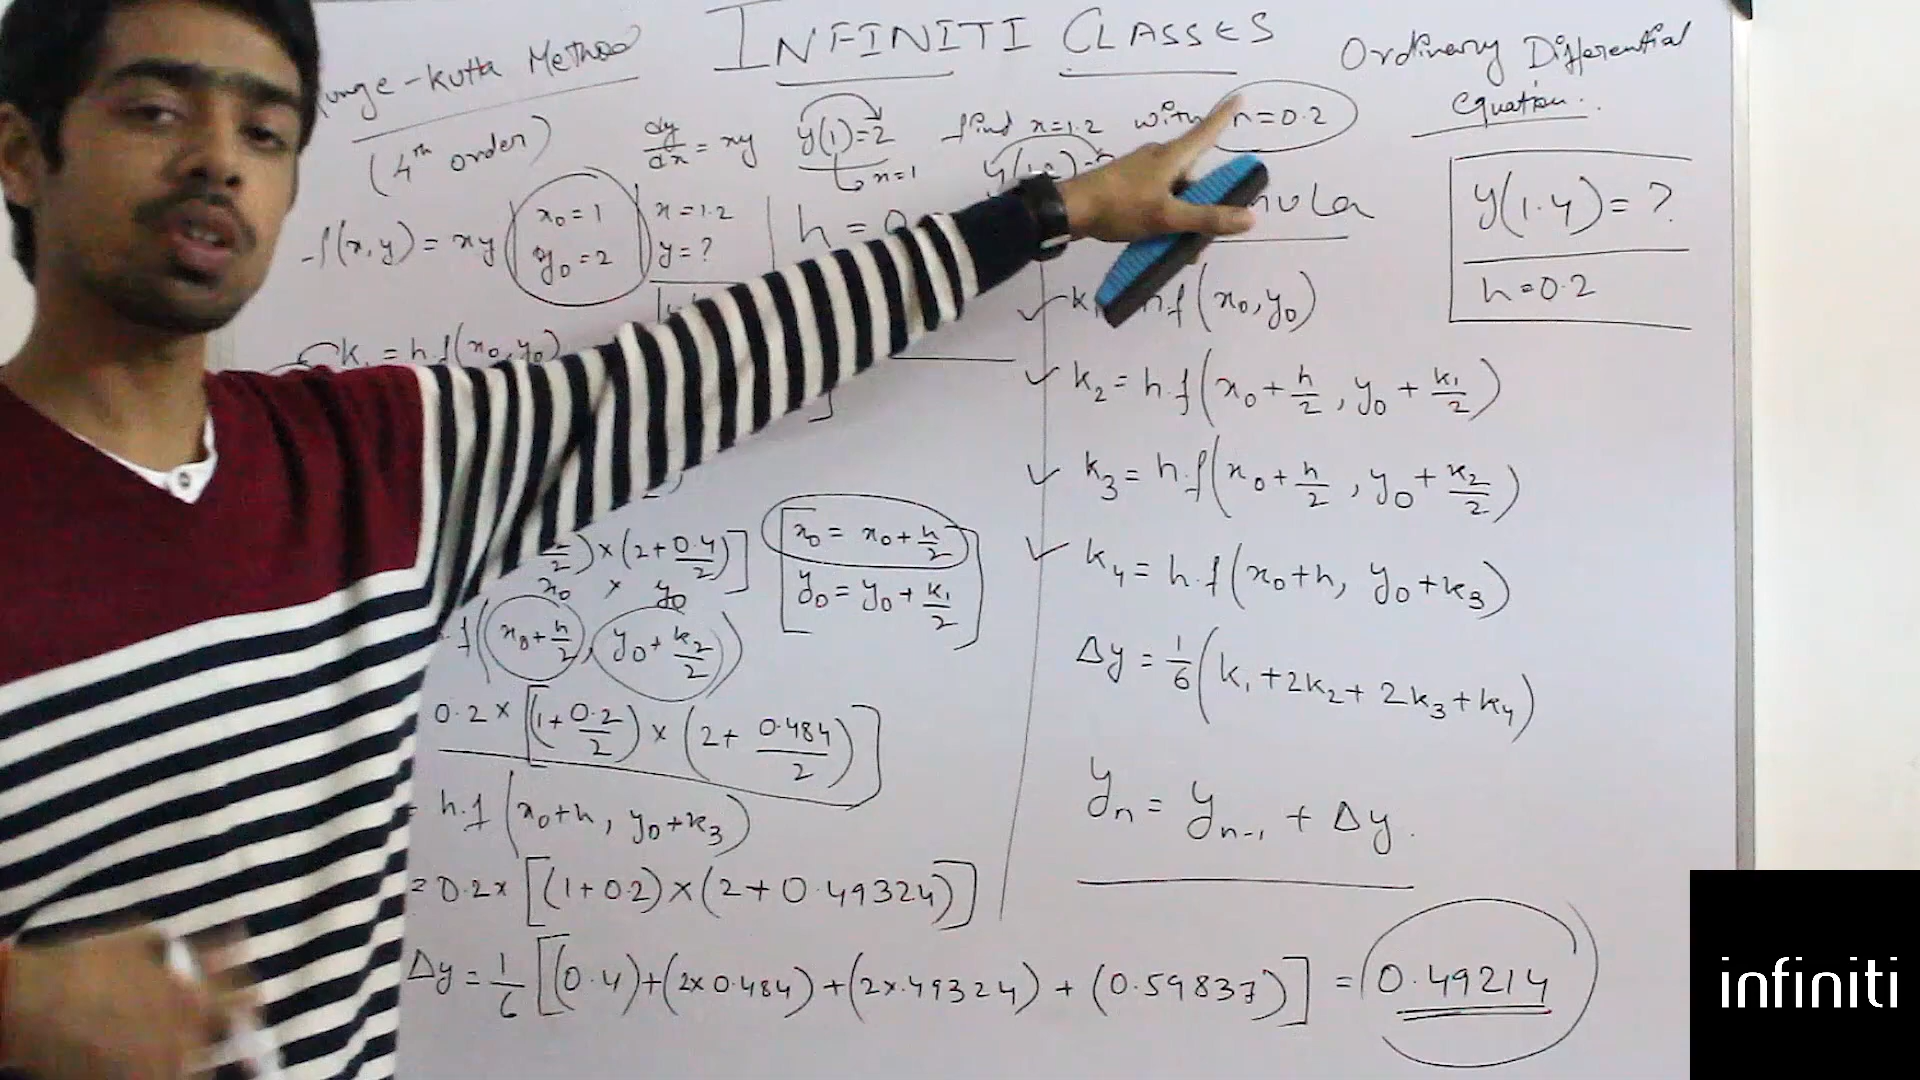 INFINITI CLASSES
Runge-Kutta Method
(4th order)
Ordinary Differential
Equation.
dy/dx = xy y(1)=2 find x=1.2 with h=0.2
↳ x=1
f(x,y) = xy
x0 = 1
y0 = 2
x = 1.2
y = ?
h = 0
k1 = h.f(x0,y0)
x(2+0.4/2)]
x0 x y0
[x0 = x0+h/2
y0 = y0+k1/2]
f(x0+h/2, y0+k2/2)
0.2x[(1+0.2/2) x (2+0.484/2)]
= h.f(x0+h, y0+k3)
=0.2x[(1+0.2)x(2+0.49324)]
Δy = 1/6[(0.4)+(2x0.484)+(2x.49324)+(0.59837)] = 0.49214
h.f(x0,y0)
k2 = h.f(x0+h/2, y0+k1/2)
k3 = h.f(x0+h/2, y0+k2/2)
k4 = h.f(x0+h, y0+k3)
Δy = 1/6(k1+2k2+2k3+k4)
yn = yn-1 + Δy.
y(1.4)=?
h=0.2
infiniti